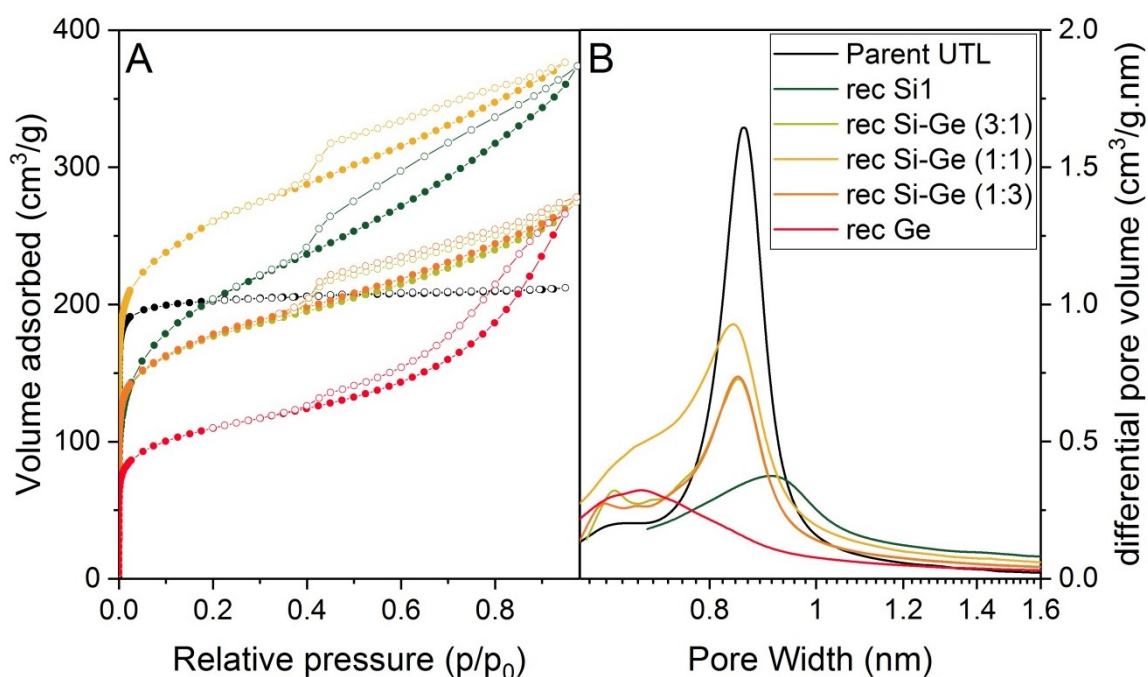 A
B
Volume adsorbed (cm³/g)
400
300
200
100
0
0.0 0.2 0.4 0.6 0.8
Relative pressure (p/p₀)
Parent UTL
rec Si1
rec Si-Ge (3:1)
rec Si-Ge (1:1)
rec Si-Ge (1:3)
rec Ge
0.8 1 1.2 1.4 1.6
Pore Width (nm)
2.0
1.5
1.0
0.5
0.0
differential pore volume (cm³/g.nm)